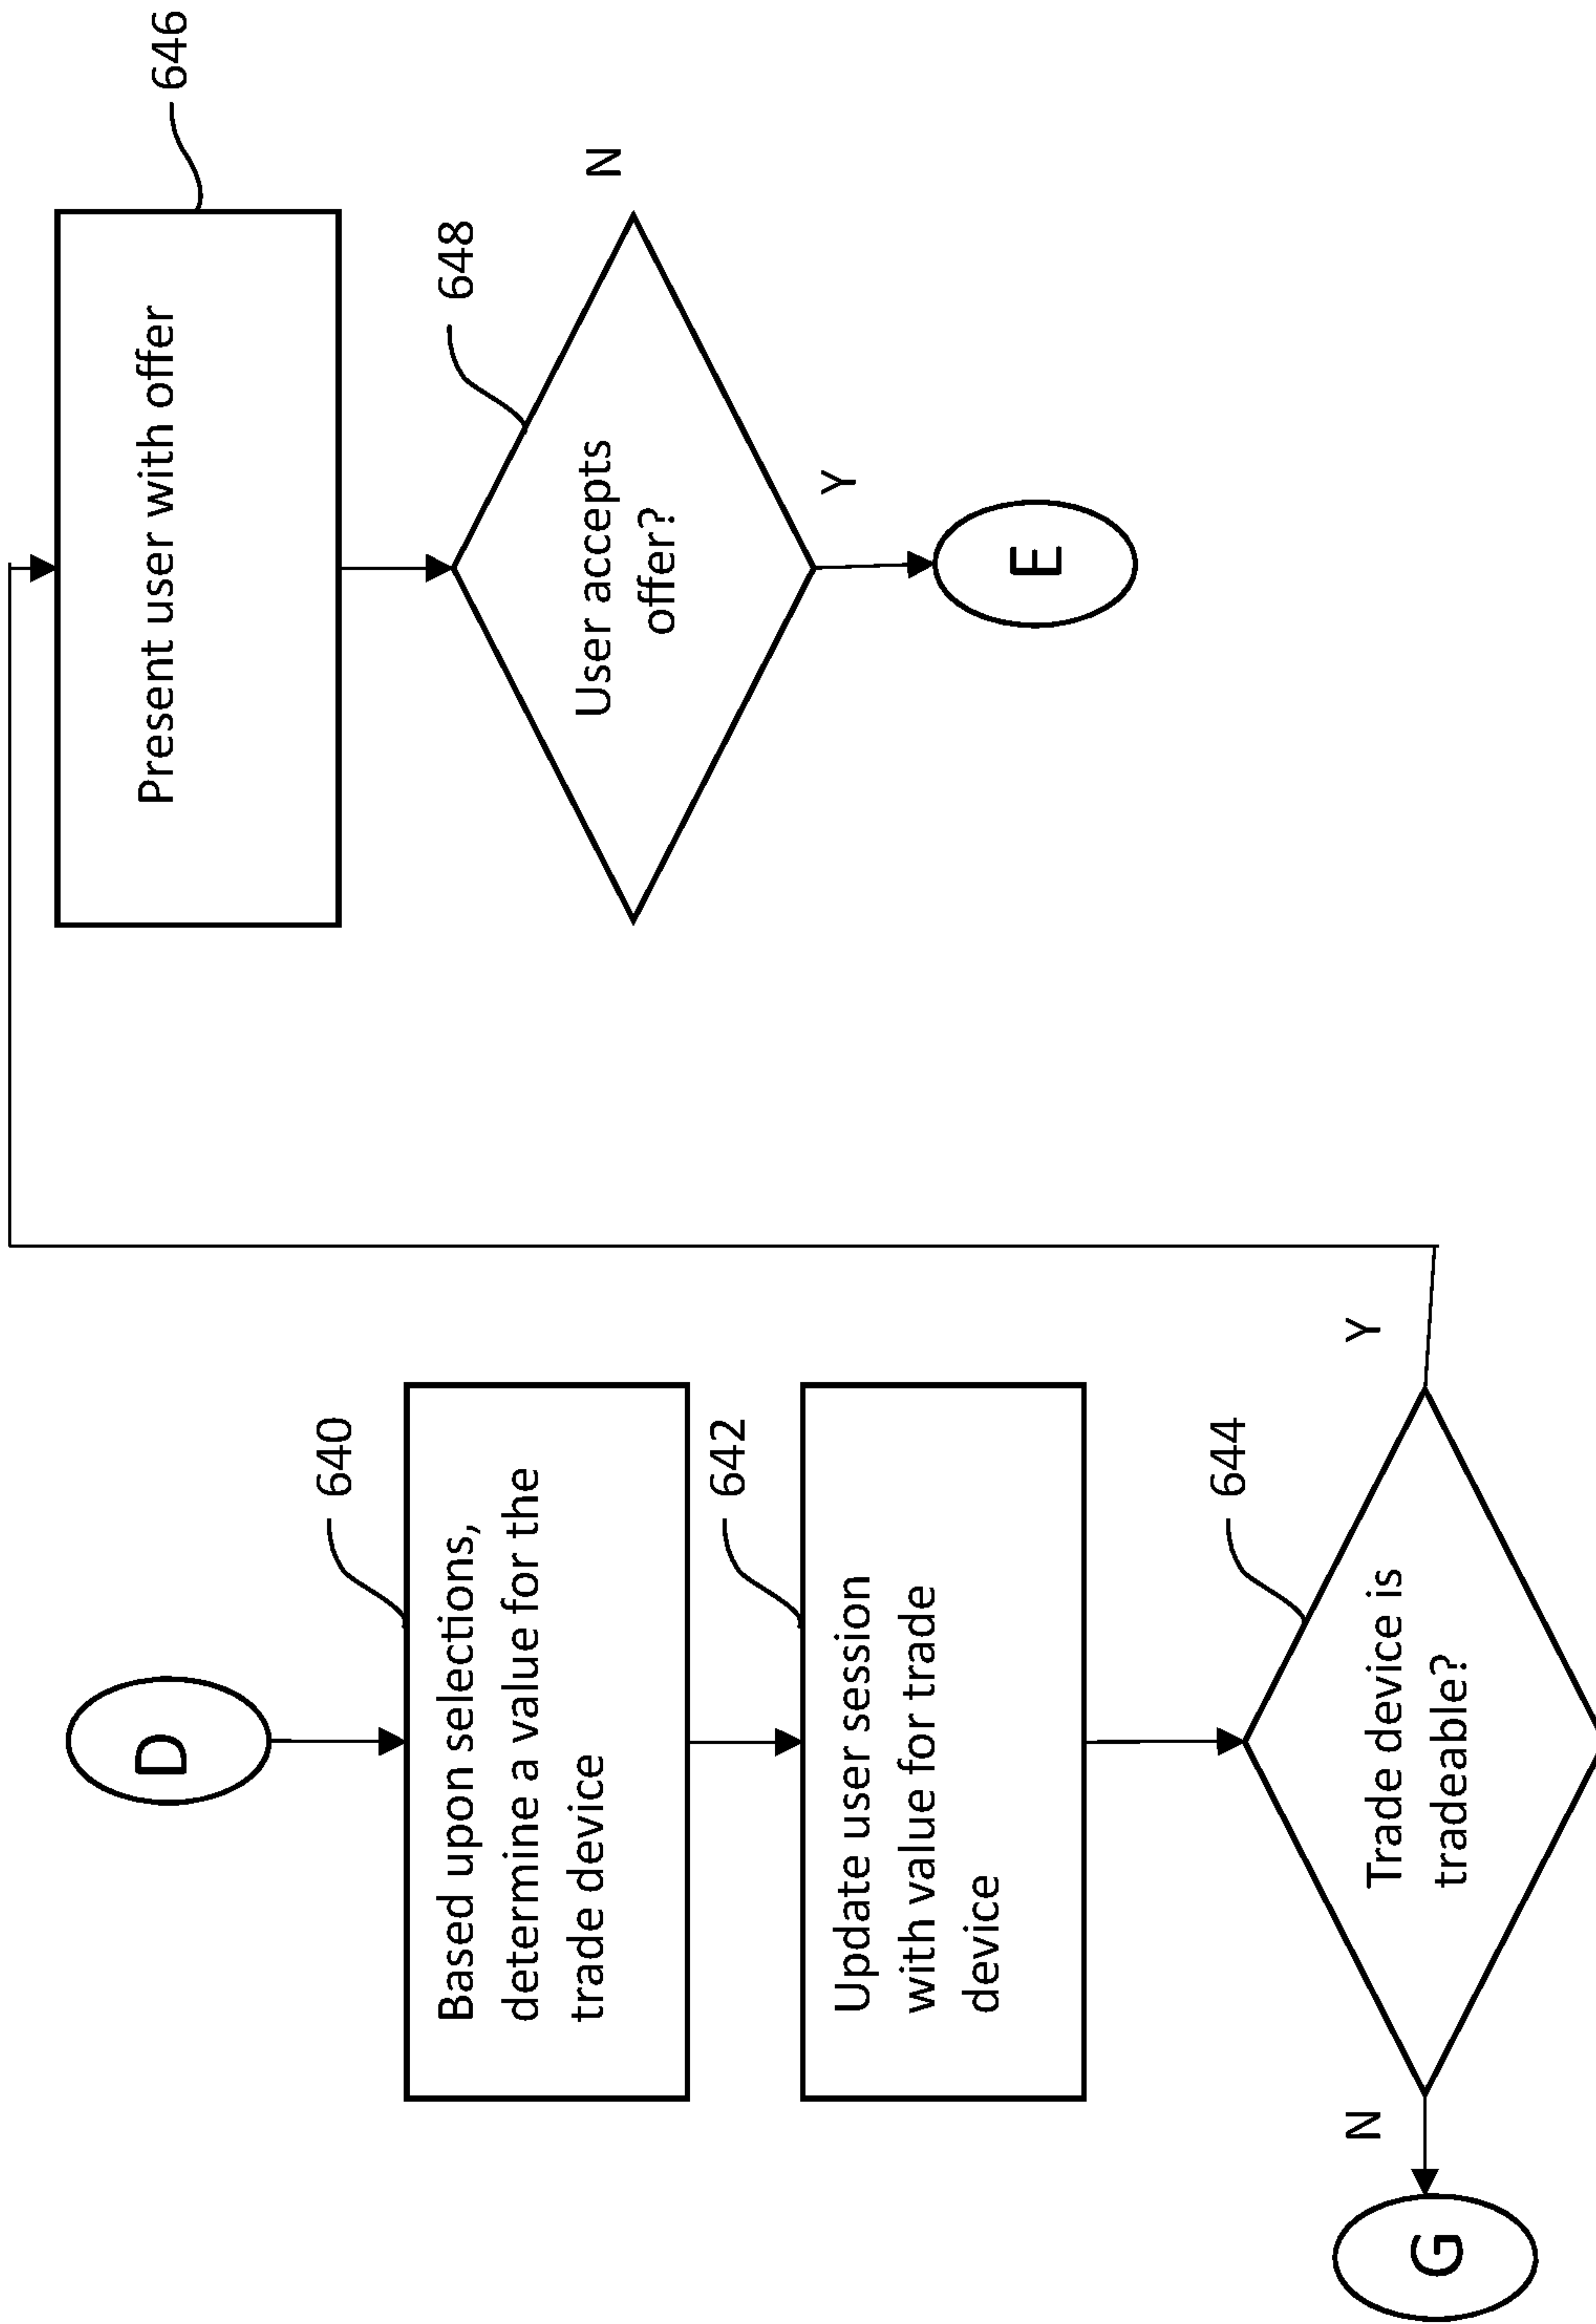 D
640
Based upon selections,
determine a value for the
trade device
642
Update user session
with value for trade
device
644
Trade device is
tradeable?
N
G
Y
646
Present user with offer
648
User accepts
offer?
N
Y
E